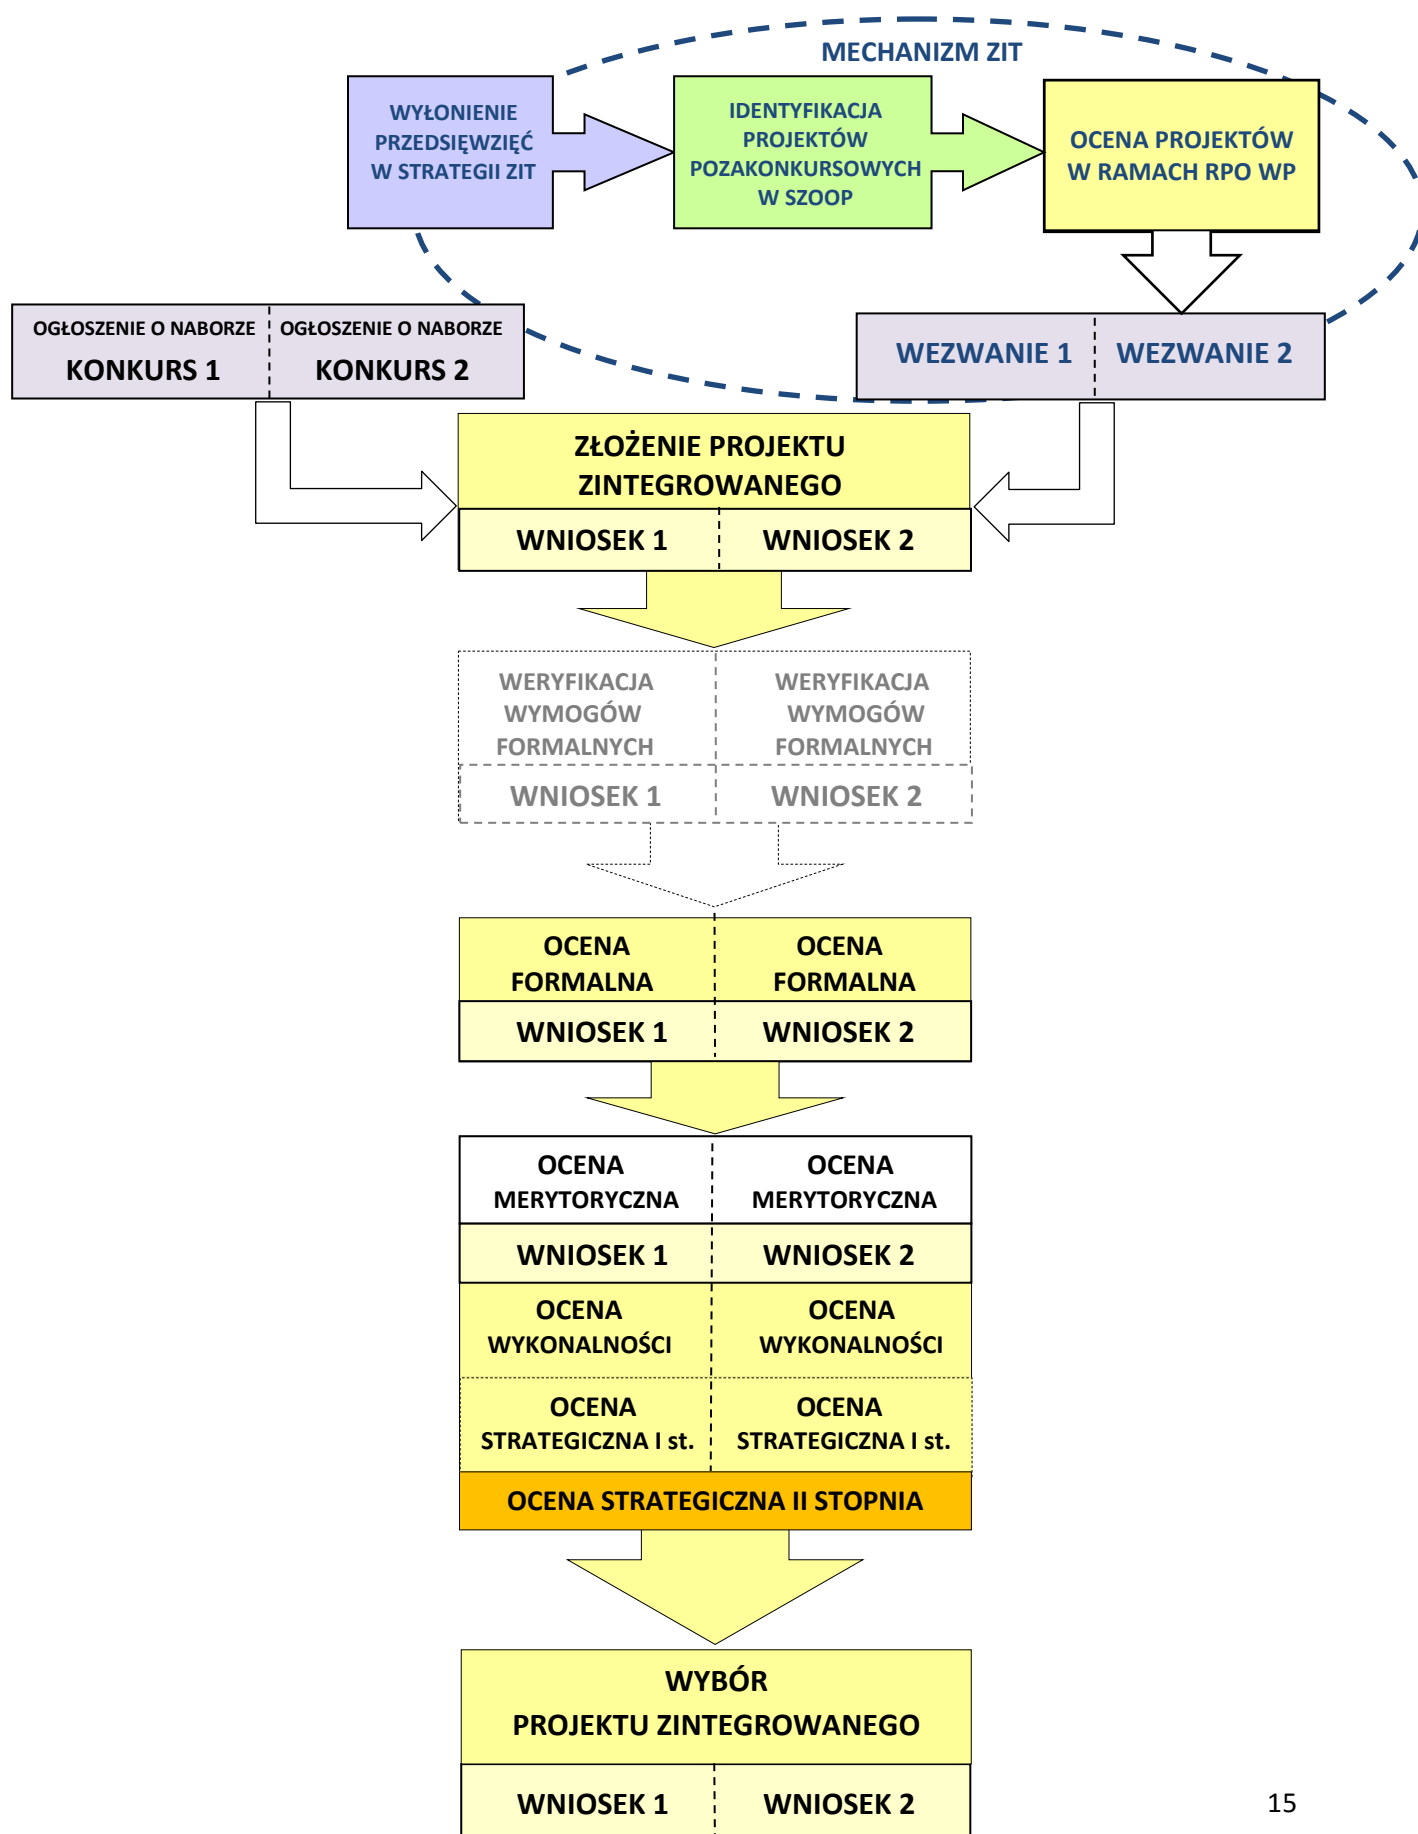 MECHANIZM ZIT
WYŁONIENIE
PRZEDSIĘWZIĘĆ
W STRATEGII ZIT
IDENTYFIKACJA
PROJEKTÓW
POZAKONKURSOWYCH
W SZOOP
OCENA PROJEKTÓW
W RAMACH RPO WP
OGŁOSZENIE O NABORZE
KONKURS 1
OGŁOSZENIE O NABORZE
KONKURS 2
WEZWANIE 1
WEZWANIE 2
ZŁOŻENIE PROJEKTU
ZINTEGROWANEGO
WNIOSEK 1
WNIOSEK 2
WERYFIKACJA
WYMOGÓW
FORMALNYCH
WERYFIKACJA
WYMOGÓW
FORMALNYCH
WNIOSEK 1
WNIOSEK 2
OCENA
FORMALNA
OCENA
FORMALNA
WNIOSEK 1
WNIOSEK 2
OCENA
MERYTORYCZNA
OCENA
MERYTORYCZNA
WNIOSEK 1
WNIOSEK 2
OCENA
WYKONALNOŚCI
OCENA
WYKONALNOŚCI
OCENA
STRATEGICZNA I st.
OCENA
STRATEGICZNA I st.
OCENA STRATEGICZNA II STOPNIA
WYBÓR
PROJEKTU ZINTEGROWANEGO
WNIOSEK 1
WNIOSEK 2
15